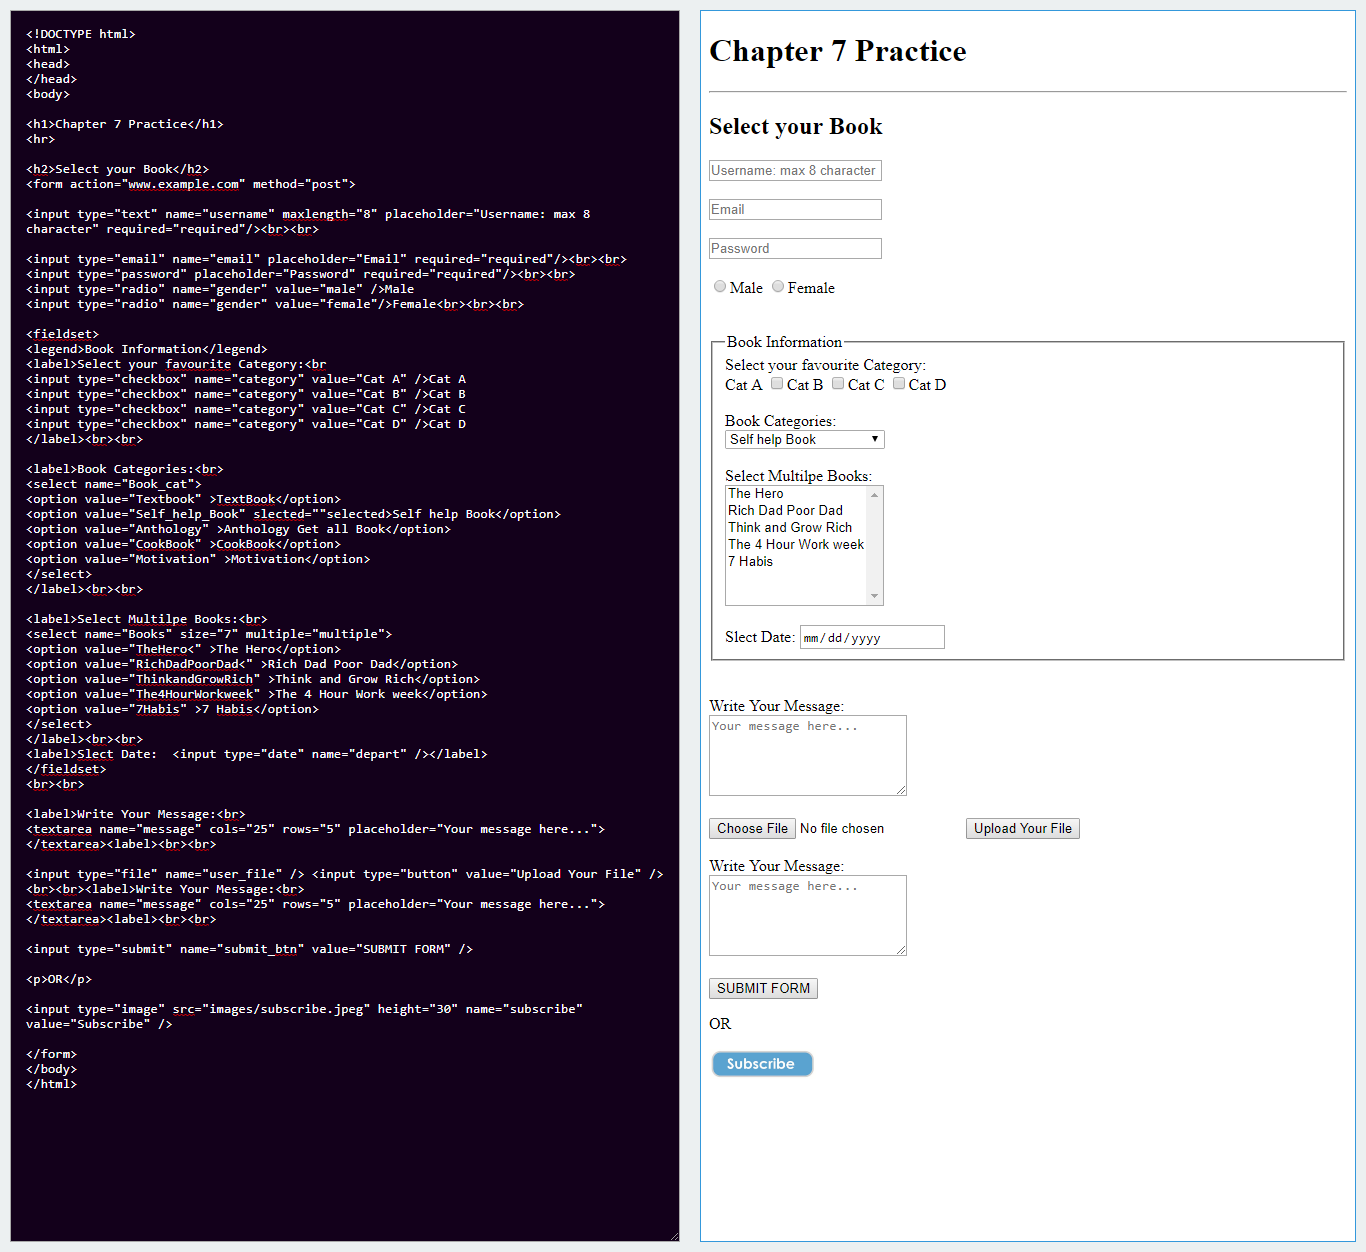 <!DOCTYPE html>
<html>
<head>
</head>
<body>
<h1>Chapter 7 Practice</h1>
<hr>
<h2>Select your Book</h2>
<form action="www.example.com" method="post">
<input type="text" name="username" maxlength="8" placeholder="Username: max 8
character" required="required"/><br><br>
<input type="email" name="email" placeholder="Email" required="required"/><br><br>
<input type="password" placeholder="Password" required="required"/><br><br>
<input type="radio" name="gender" value="male" />Male
<input type="radio" name="gender" value="female"/>Female<br><br><br>
<fieldset>
<legend>Book Information</legend>
<label>Select your favourite Category:<br
<input type="checkbox" name="category" value="Cat A" />Cat A
<input type="checkbox" name="category" value="Cat B" />Cat B
<input type="checkbox" name="category" value="Cat C" />Cat C
<input type="checkbox" name="category" value="Cat D" />Cat D
</label><br><br>
<label>Book Categories:<br>
<select name="Book_cat">
<option value="Textbook" >TextBook</option>
<option value="Self_help_Book" slected=""selected>Self help Book</option>
<option value="Anthology" >Anthology Get all Book</option>
<option value="CookBook" >CookBook</option>
<option value="Motivation" >Motivation</option>
</select>
</label><br><br>
<label>Select Multilpe Books:<br>
<select name="Books" size="7" multiple="multiple">
<option value="TheHero<" >The Hero</option>
<option value="RichDadPoorDad<" >Rich Dad Poor Dad</option>
<option value="ThinkandGrowRich" >Think and Grow Rich</option>
<option value="The4HourWorkweek" >The 4 Hour Work week</option>
<option value="7Habis" >7 Habis</option>
</select>
</label><br><br>
<label>Slect Date:  <input type="date" name="depart" /></label>
</fieldset>
<br><br>
<label>Write Your Message:<br>
<textarea name="message" cols="25" rows="5" placeholder="Your message here...">
</textarea><label><br><br>
<input type="file" name="user_file" /> <input type="button" value="Upload Your File" />
<br><br><label>Write Your Message:<br>
<textarea name="message" cols="25" rows="5" placeholder="Your message here...">
</textarea><label><br><br>
<input type="submit" name="submit_btn" value="SUBMIT FORM" />
<p>OR</p>
<input type="image" src="images/subscribe.jpeg" height="30" name="subscribe"
value="Subscribe" />
</form>
</body>
</html>
Chapter 7 Practice
Select your Book
Username: max 8 character
Email
Password
Male Female
Book Information
Select your favourite Category:
Cat A Cat B Cat C Cat D
Book Categories:
Self help Book
Select Multilpe Books:
The Hero
Rich Dad Poor Dad
Think and Grow Rich
The 4 Hour Work week
7 Habis
Slect Date: mm/dd/yyyy
Write Your Message:
Your message here...
Choose File No file chosen Upload Your File
Write Your Message:
Your message here...
SUBMIT FORM
OR
Subscribe